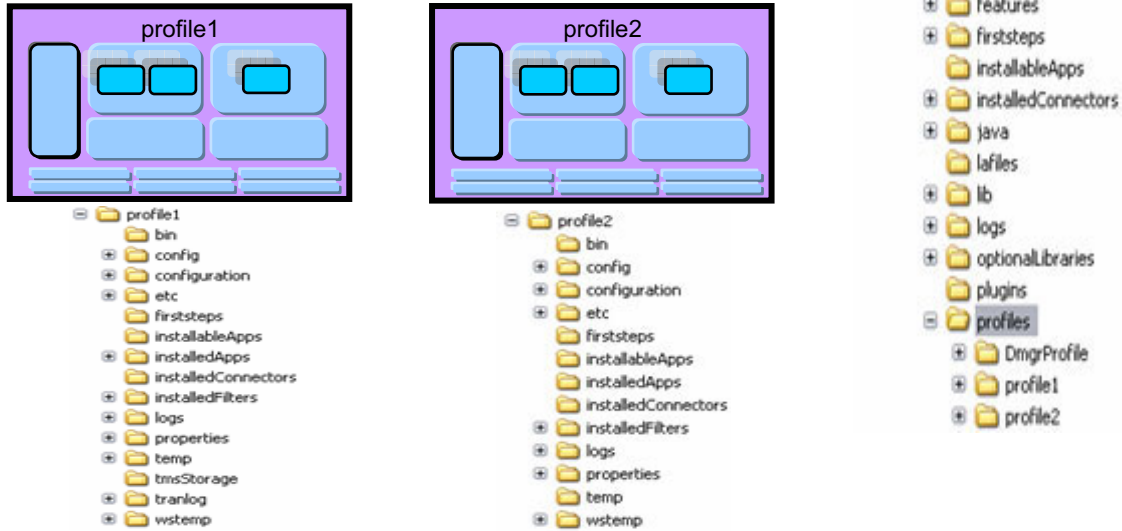 profile1
profile1
bin
config
configuration
etc
firststeps
installableApps
installedApps
installedConnectors
installedFilters
logs
properties
temp
tmsStorage
tranlog
wstemp
profile2
profile2
bin
config
configuration
etc
firststeps
installableApps
installedApps
installedConnectors
installedFilters
logs
properties
temp
wstemp
features
firststeps
installableApps
installedConnectors
java
lafiles
lib
logs
optionalLibraries
plugins
profiles
DmgrProfile
profile1
profile2